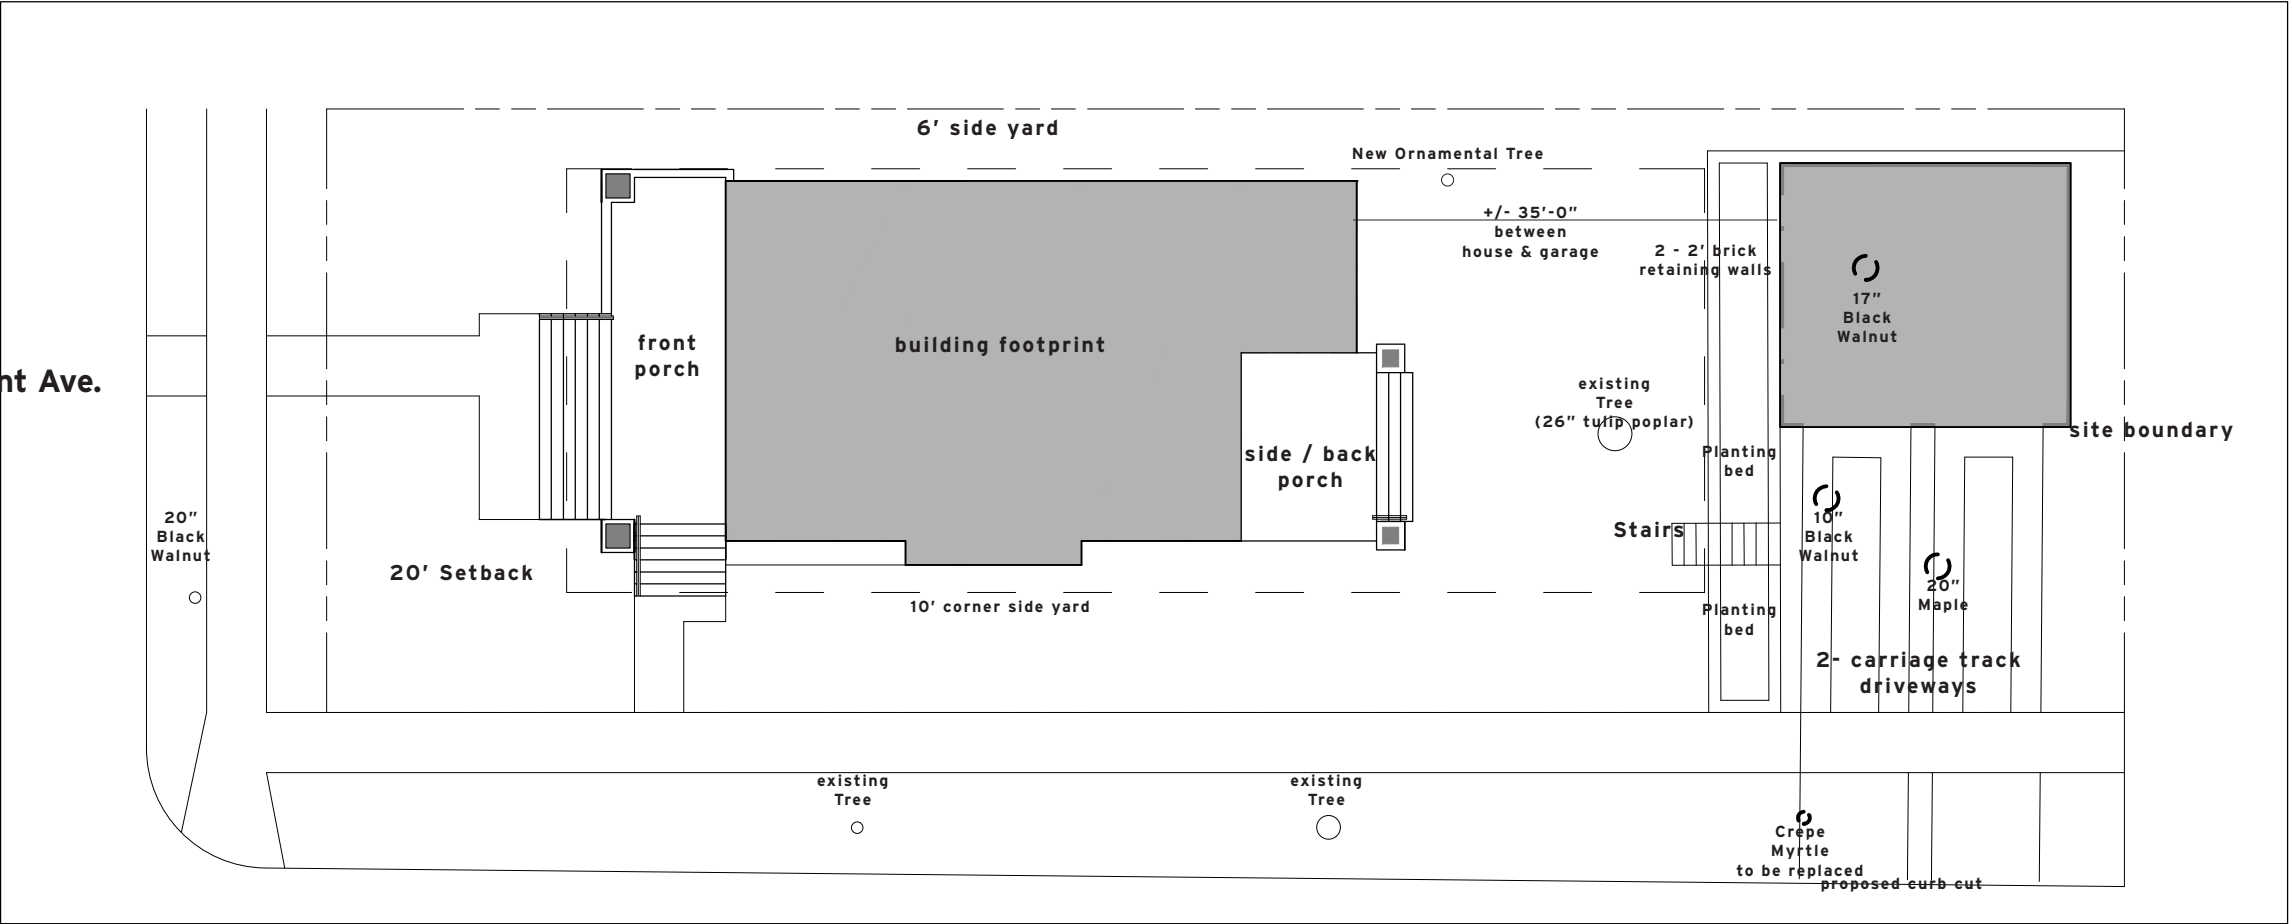 6' side yard
New Ornamental Tree
+/- 35'-0"
between
house & garage
2 - 2' brick
retaining walls
17"
Black
Walnut
front
porch
building footprint
nt Ave.
existing
Tree
(26" tulip poplar)
site boundary
side / back
porch
Planting
bed
20"
Black
Walnut
Stairs
10"
Black
Walnut
20' Setback
20"
Maple
10' corner side yard
Planting
bed
2- carriage track
driveways
existing
Tree
existing
Tree
Crepe
Myrtle
to be replaced
proposed curb cut